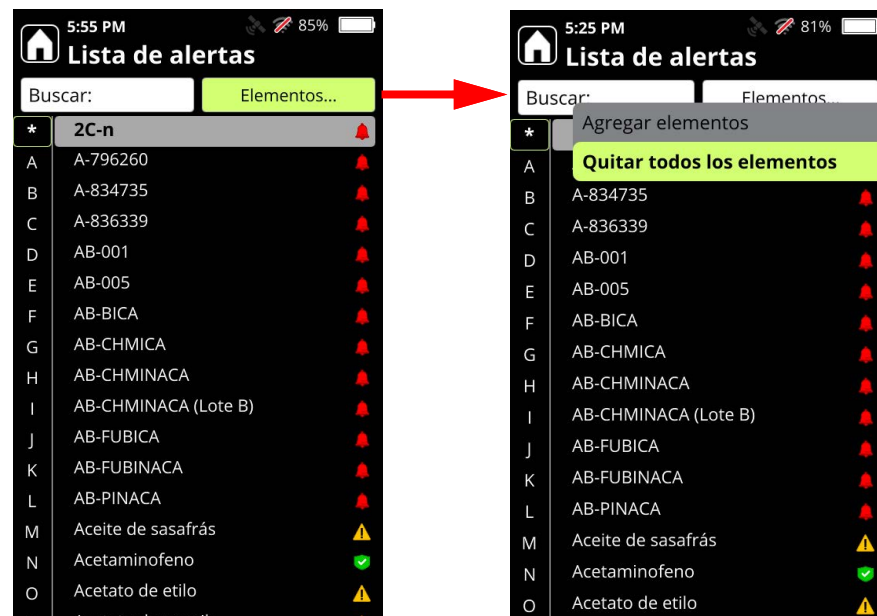 5:55 PM
85%
Lista de alertas
Buscar:
Elementos...
* 2C-n
A A-796260
B A-834735
C A-836339
D AB-001
E AB-005
F AB-BICA
G AB-CHMICA
H AB-CHMINACA
I AB-CHMINACA (Lote B)
J AB-FUBICA
K AB-FUBINACA
L AB-PINACA
M Aceite de sasafrás
N Acetaminofeno
O Acetato de etilo
5:25 PM
81%
Lista de alertas
Buscar:
Elementos...
Agregar elementos
*
Quitar todos los elementos
A
B A-834735
C A-836339
D AB-001
E AB-005
F AB-BICA
G AB-CHMICA
H AB-CHMINACA
I AB-CHMINACA (Lote B)
J AB-FUBICA
K AB-FUBINACA
L AB-PINACA
M Aceite de sasafrás
N Acetaminofeno
O Acetato de etilo